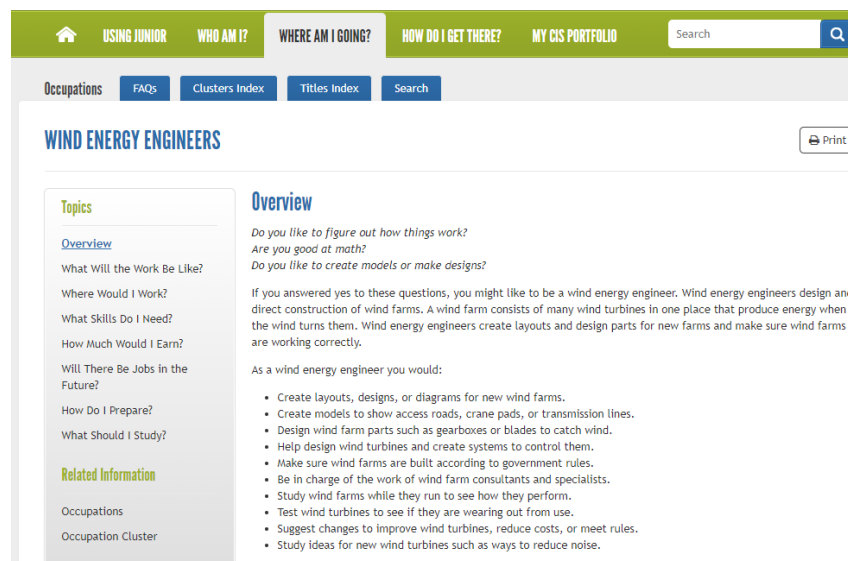 USING JUNIOR WHO AM I? WHERE AM I GOING? HOW DO I GET THERE? MY CIS PORTFOLIO Search
Occupations FAQs Clusters Index Titles Index Search
WIND ENERGY ENGINEERS Print
Topics
Overview
What Will the Work Be Like?
Where Would I Work?
What Skills Do I Need?
How Much Would I Earn?
Will There Be Jobs in the
Future?
How Do I Prepare?
What Should I Study?
Related Information
Occupations
Occupation Cluster
Overview
Do you like to figure out how things work?
Are you good at math?
Do you like to create models or make designs?
If you answered yes to these questions, you might like to be a wind energy engineer. Wind energy engineers design and
direct construction of wind farms. A wind farm consists of many wind turbines in one place that produce energy when
the wind turns them. Wind energy engineers create layouts and design parts for new farms and make sure wind farms
are working correctly.
As a wind energy engineer you would:
• Create layouts, designs, or diagrams for new wind farms.
• Create models to show access roads, crane pads, or transmission lines.
• Design wind farm parts such as gearboxes or blades to catch wind.
• Help design wind turbines and create systems to control them.
• Make sure wind farms are built according to government rules.
• Be in charge of the work of wind farm consultants and specialists.
• Study wind farms while they run to see how they perform.
• Test wind turbines to see if they are wearing out from use.
• Suggest changes to improve wind turbines, reduce costs, or meet rules.
• Study ideas for new wind turbines such as ways to reduce noise.